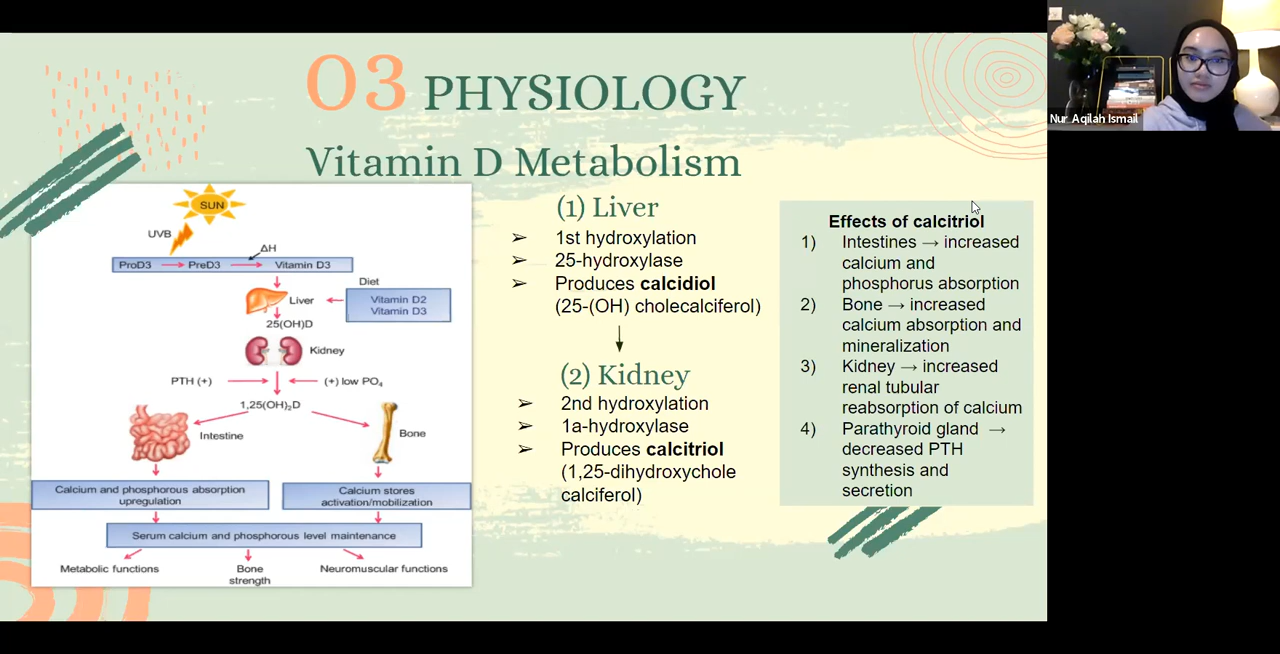 03 PHYSIOLOGY
Vitamin D Metabolism
SUN
UVB
ΔH
ProD3
PreD3
Vitamin D3
Diet
Liver
Vitamin D2
Vitamin D3
25(OH)D
Kidney
PTH (+)
(+) low PO₄
1,25(OH)₂D
Intestine
Bone
Calcium and phosphorous absorption
upregulation
Calcium stores
activation/mobilization
Serum calcium and phosphorous level maintenance
Metabolic functions
Bone
strength
Neuromuscular functions
(1) Liver
➢ 1st hydroxylation
➢ 25-hydroxylase
➢ Produces calcidiol
(25-(OH) cholecalciferol)
(2) Kidney
➢ 2nd hydroxylation
➢ 1a-hydroxylase
➢ Produces calcitriol
(1,25-dihydroxychole
calciferol)
Effects of calcitriol
1) Intestines → increased
calcium and
phosphorus absorption
2) Bone → increased
calcium absorption and
mineralization
3) Kidney → increased
renal tubular
reabsorption of calcium
4) Parathyroid gland →
decreased PTH
synthesis and
secretion
Nur Aqilah Ismail